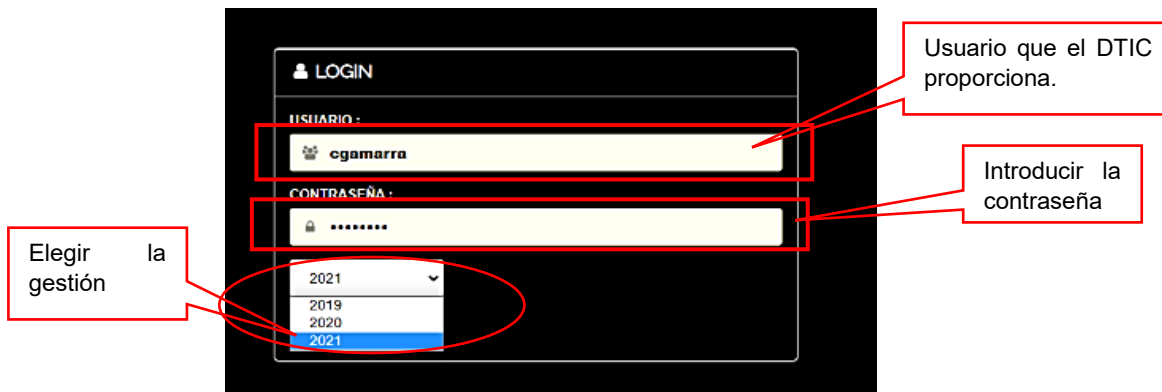 LOGIN
USUARIO :
cgamarra
CONTRASEÑA :
••••••••
2021
2019
2020
2021
Usuario que el DTIC
proporciona.
Introducir la
contraseña
Elegir la
gestión